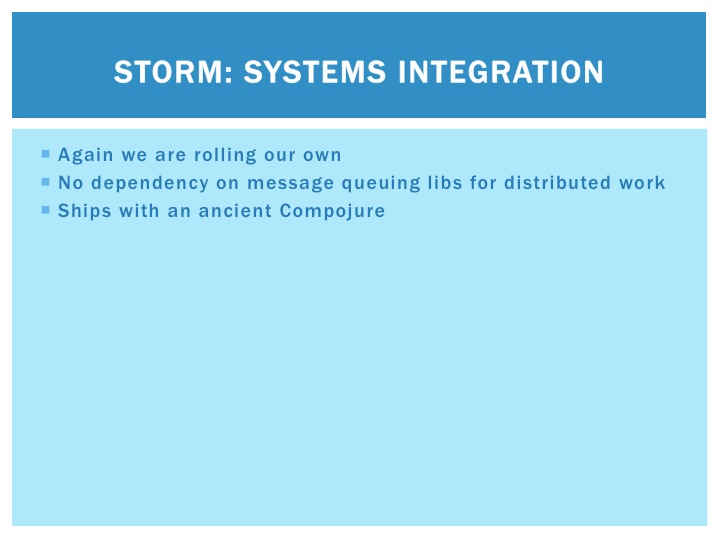 STORM: SYSTEMS INTEGRATION
Again we are rolling our own
No dependency on message queuing libs for distributed work
Ships with an ancient Compojure